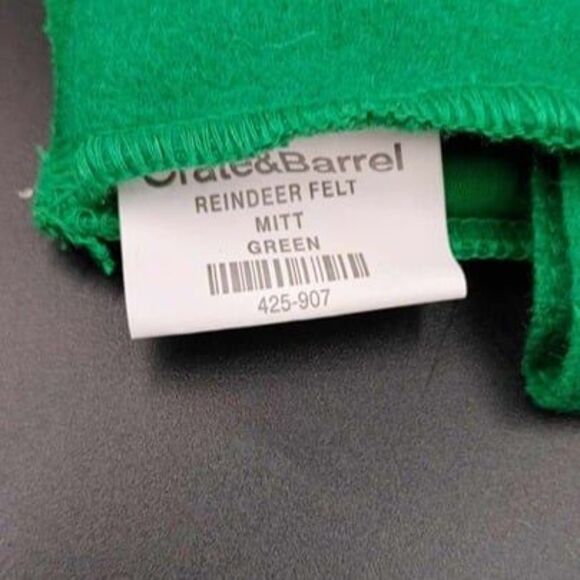 Crate&Barrel
REINDEER FELT
MITT
GREEN
425-907